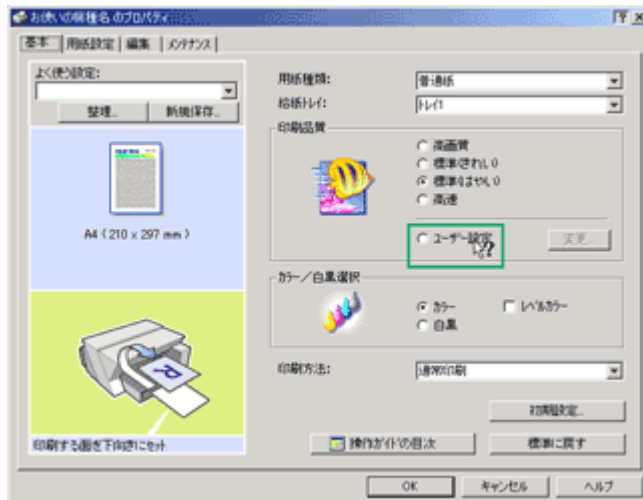 お使いの機種名 のプロパティ
基本 用紙設定 編集 メンテナンス
よく使う設定:
整理... 新規保存...
A4 (210 x 297 mm)
印刷する面を下向きにセット
用紙種類: 普通紙
給紙トレイ: トレイ1
印刷品質
高画質
標準(きれい)
標準(はやい)
高速
ユーザー設定 変更...
カラー/白黒選択
カラー レベルカラー
白黒
印刷方法: 通常印刷
初期設定...
操作ガイドの目次 標準に戻す
OK キャンセル ヘルプ